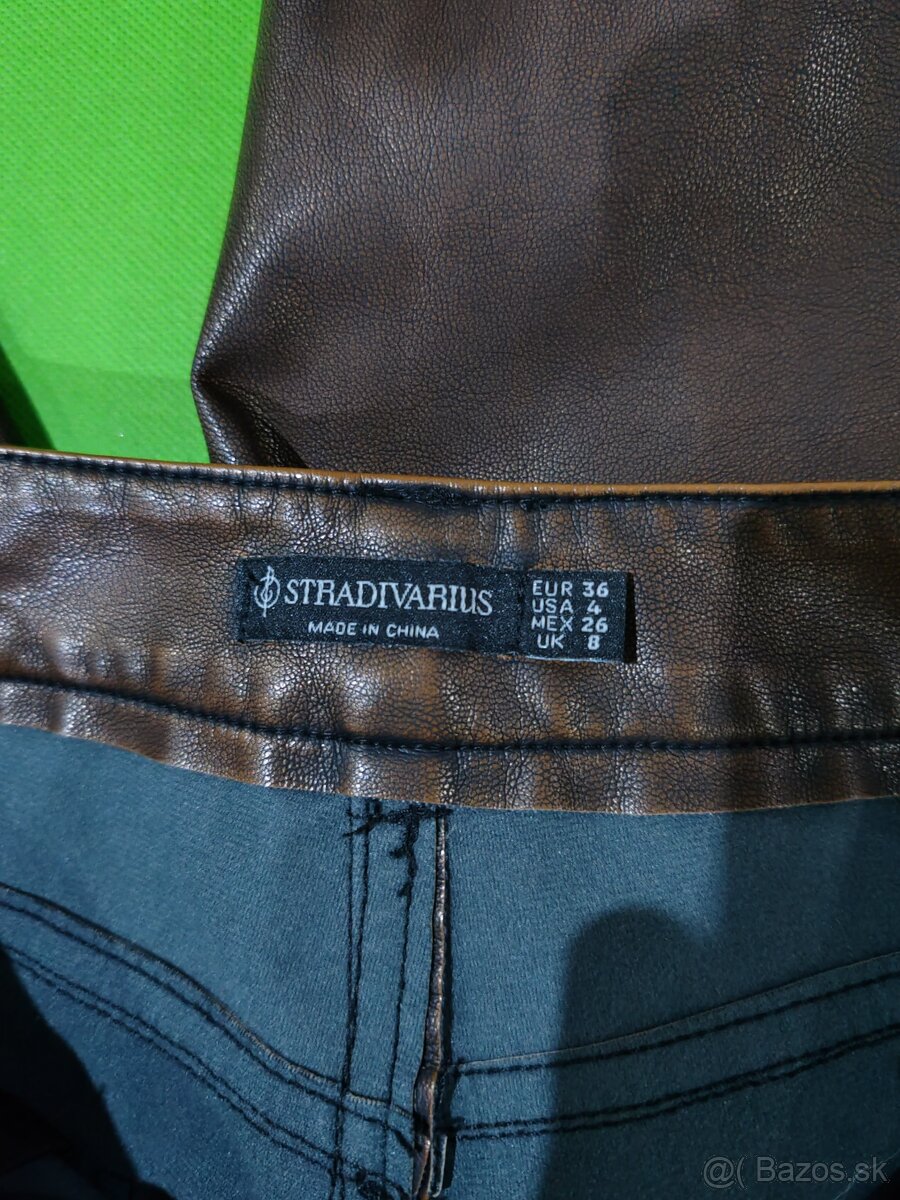 STRADIVARIUS
MADE IN CHINA
EUR 36
USA 4
MEX 26
UK 8
@( Bazos.sk